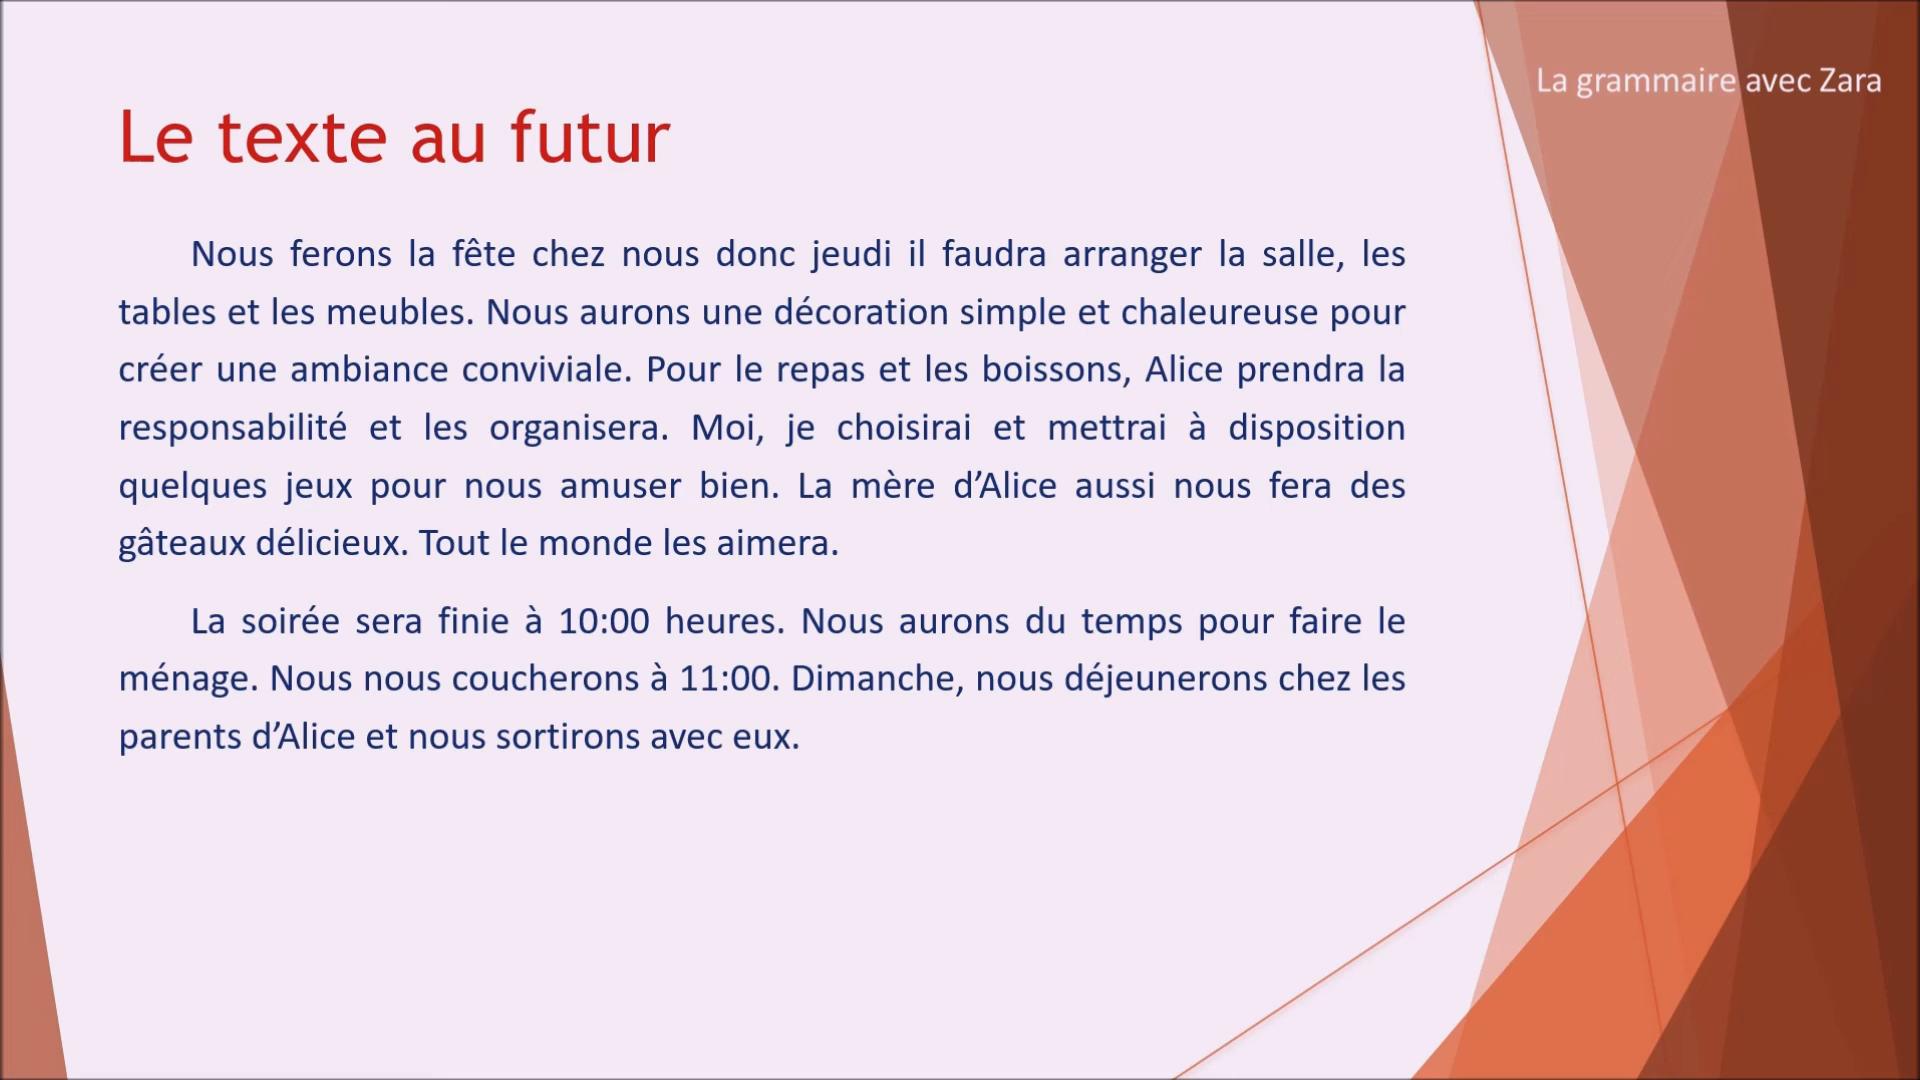 La grammaire avec Zara
Le texte au futur
Nous ferons la fête chez nous donc jeudi il faudra arranger la salle, les
tables et les meubles. Nous aurons une décoration simple et chaleureuse pour
créer une ambiance conviviale. Pour le repas et les boissons, Alice prendra la
responsabilité et les organisera. Moi, je choisirai et mettrai à disposition
quelques jeux pour nous amuser bien. La mère d’Alice aussi nous fera des
gâteaux délicieux. Tout le monde les aimera.
La soirée sera finie à 10:00 heures. Nous aurons du temps pour faire le
ménage. Nous nous coucherons à 11:00. Dimanche, nous déjeunerons chez les
parents d’Alice et nous sortirons avec eux.